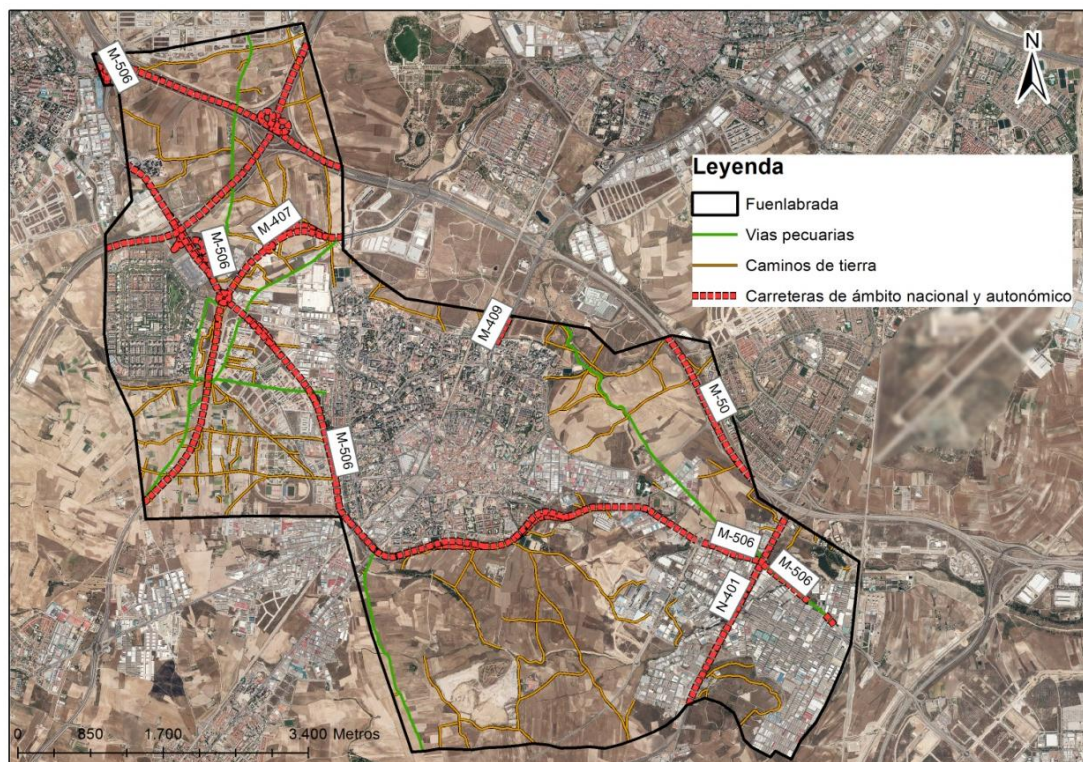 M-506
N
Leyenda
Fuenlabrada
Vias pecuarias
Caminos de tierra
Carreteras de ámbito nacional y autonómico
M-407
M-506
M-409
M-50
M-506
M-506
M-506
N-401
0 850 1.700 3.400 Metros